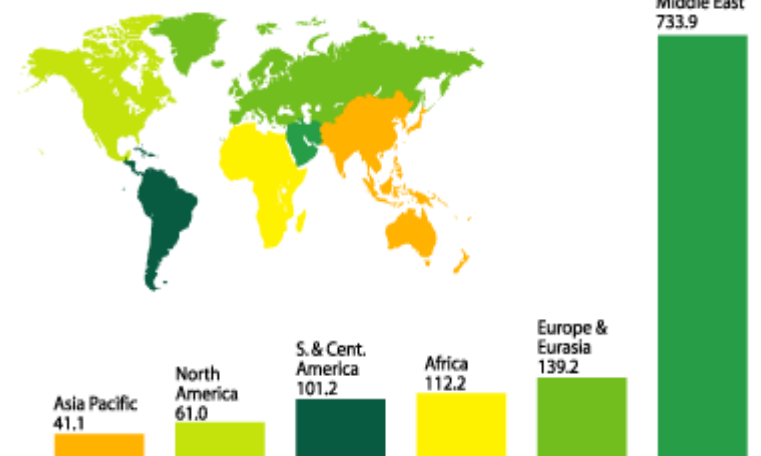 Middle East
733.9
Europe &
Eurasia
139.2
S. & Cent.
America
101.2
Africa
112.2
North
America
61.0
Asia Pacific
41.1